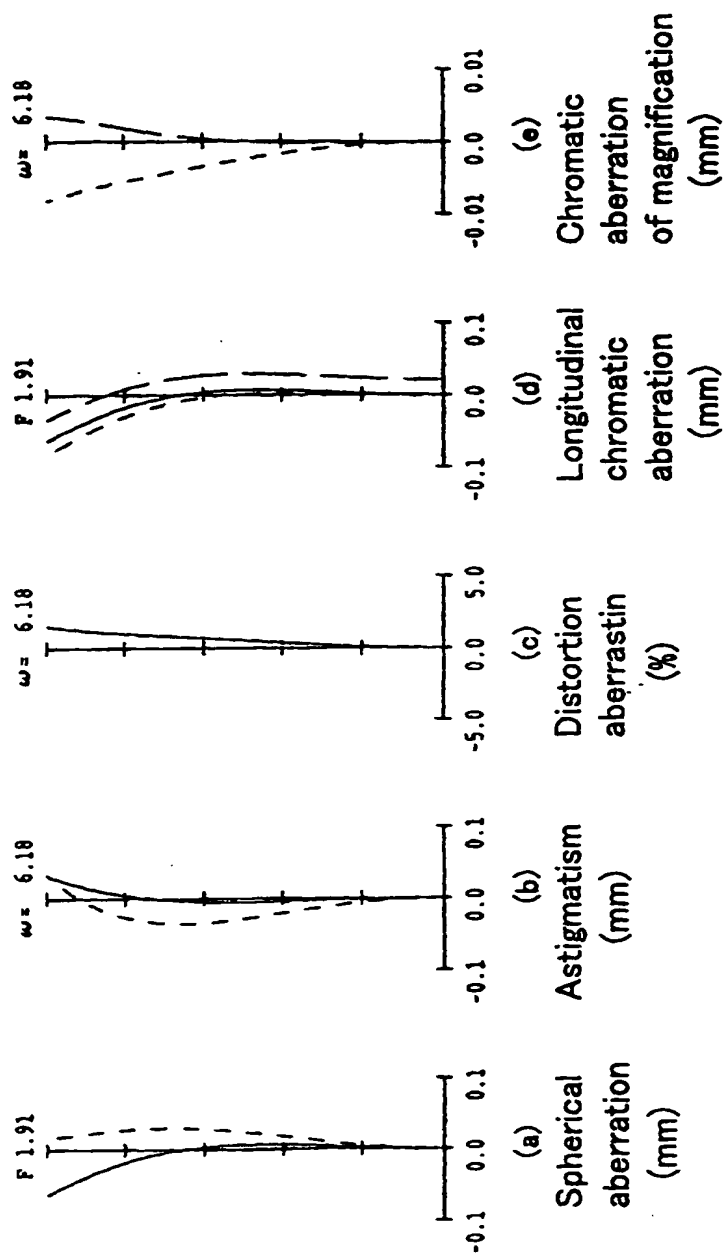 F 1.91
-0.1 0.0 0.1
(a)
Spherical
aberration
(mm)
ω= 6.18
-0.1 0.0 0.1
(b)
Astigmatism
(mm)
ω= 6.18
-5.0 0.0 5.0
(c)
Distortion
aberrastin
(%)
F 1.91
-0.1 0.0 0.1
(d)
Longitudinal
chromatic
aberration
(mm)
ω= 6.18
-0.01 0.0 0.01
(e)
Chromatic
aberration
of magnification
(mm)